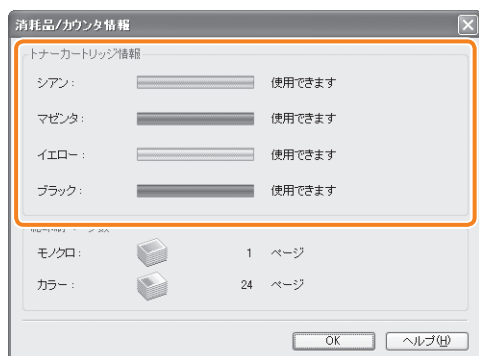 消耗品/カウンタ情報
トナーカートリッジ情報
シアン: 使用できます
マゼンタ: 使用できます
イエロー: 使用できます
ブラック: 使用できます
モノクロ: 1 ページ
カラー: 24 ページ
OK ヘルプ(H)